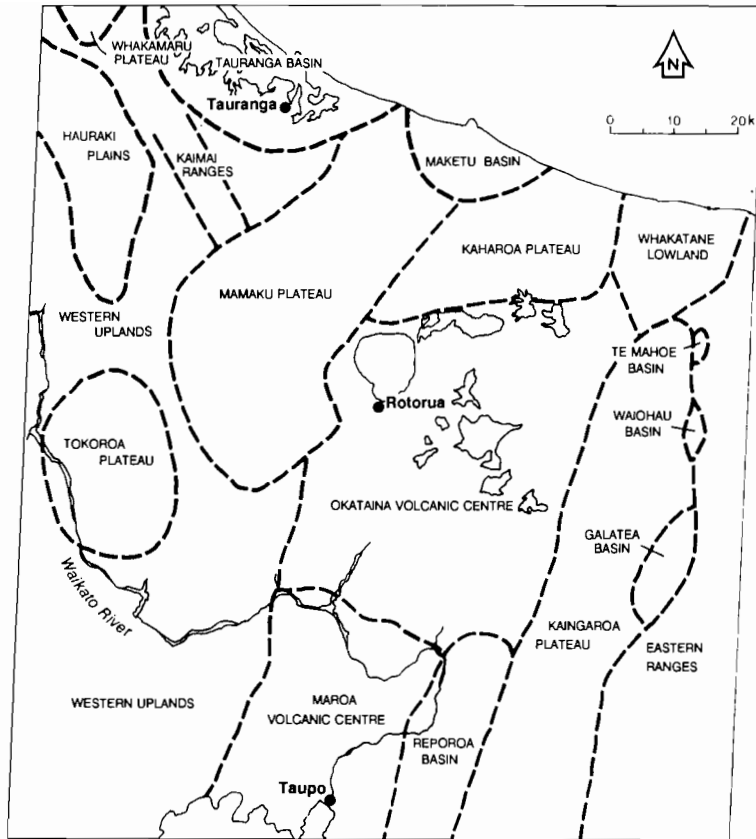 WHAKAMARU
PLATEAU
TAURANGA BASIN
Tauranga
N
0 10 20k
HAURAKI
PLAINS
KAIMAI
RANGES
MAKETU BASIN
KAHAROA PLATEAU
WHAKATANE
LOWLAND
MAMAKU PLATEAU
WESTERN
UPLANDS
TE MAHOE
BASIN
Rotorua
WAIOHAU
BASIN
TOKOROA
PLATEAU
OKATAINA VOLCANIC CENTRE
GALATEA
BASIN
Waikato River
KAINGAROA
PLATEAU
EASTERN
RANGES
WESTERN UPLANDS
MAROA
VOLCANIC CENTRE
REPOROA
BASIN
Taupo